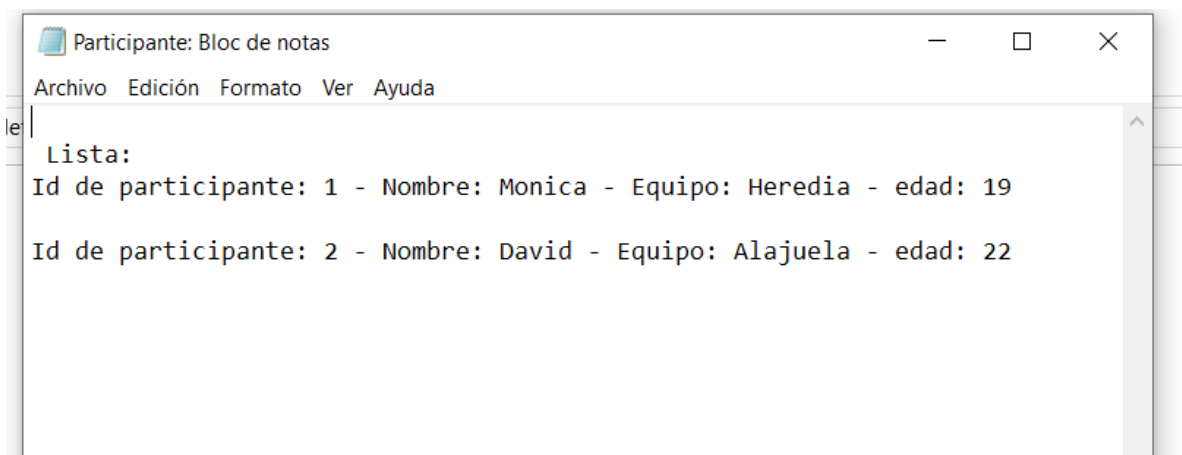 Participante: Bloc de notas
Archivo Edición Formato Ver Ayuda
Lista:
Id de participante: 1 - Nombre: Monica - Equipo: Heredia - edad: 19
Id de participante: 2 - Nombre: David - Equipo: Alajuela - edad: 22